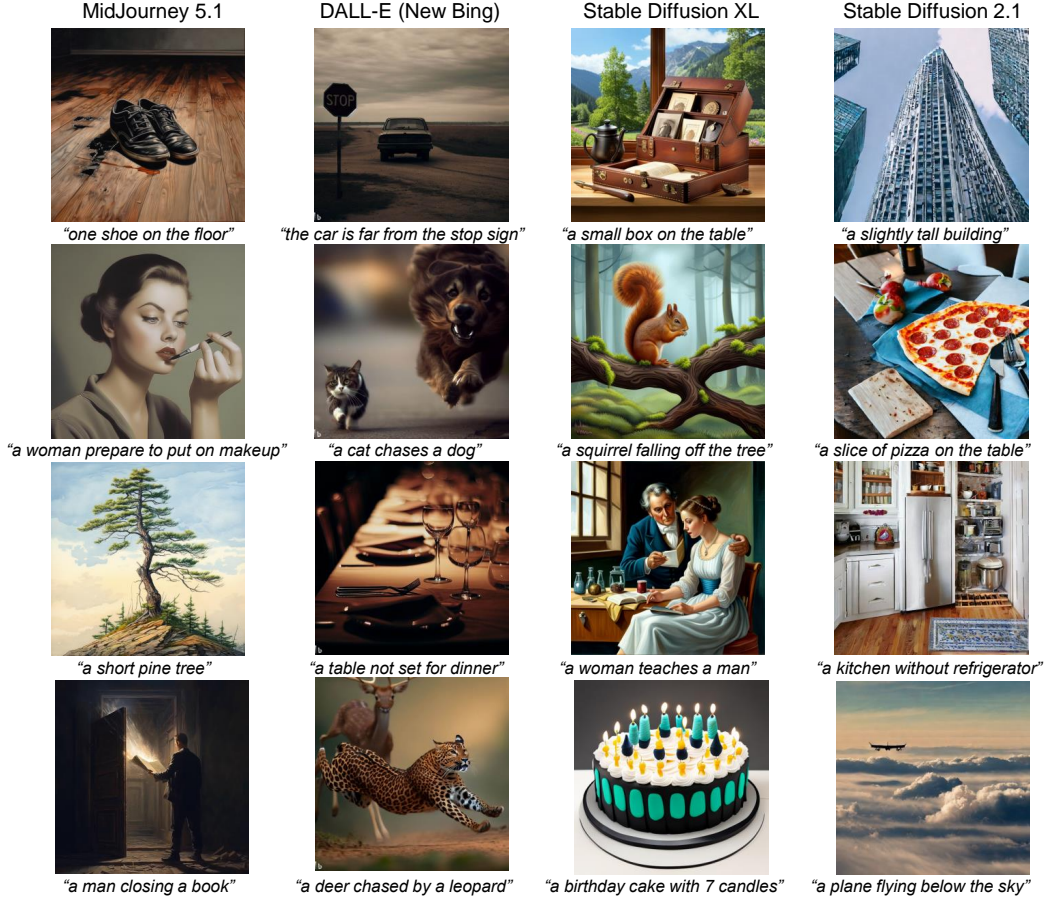 MidJourney 5.1
DALL-E (New Bing)
Stable Diffusion XL
Stable Diffusion 2.1
STOP
“one shoe on the floor”
“the car is far from the stop sign”
“a small box on the table”
“a slightly tall building”
“a woman prepare to put on makeup”
“a cat chases a dog”
“a squirrel falling off the tree”
“a slice of pizza on the table”
“a short pine tree”
“a table not set for dinner”
“a woman teaches a man”
“a kitchen without refrigerator”
“a man closing a book”
“a deer chased by a leopard”
“a birthday cake with 7 candles”
“a plane flying below the sky”